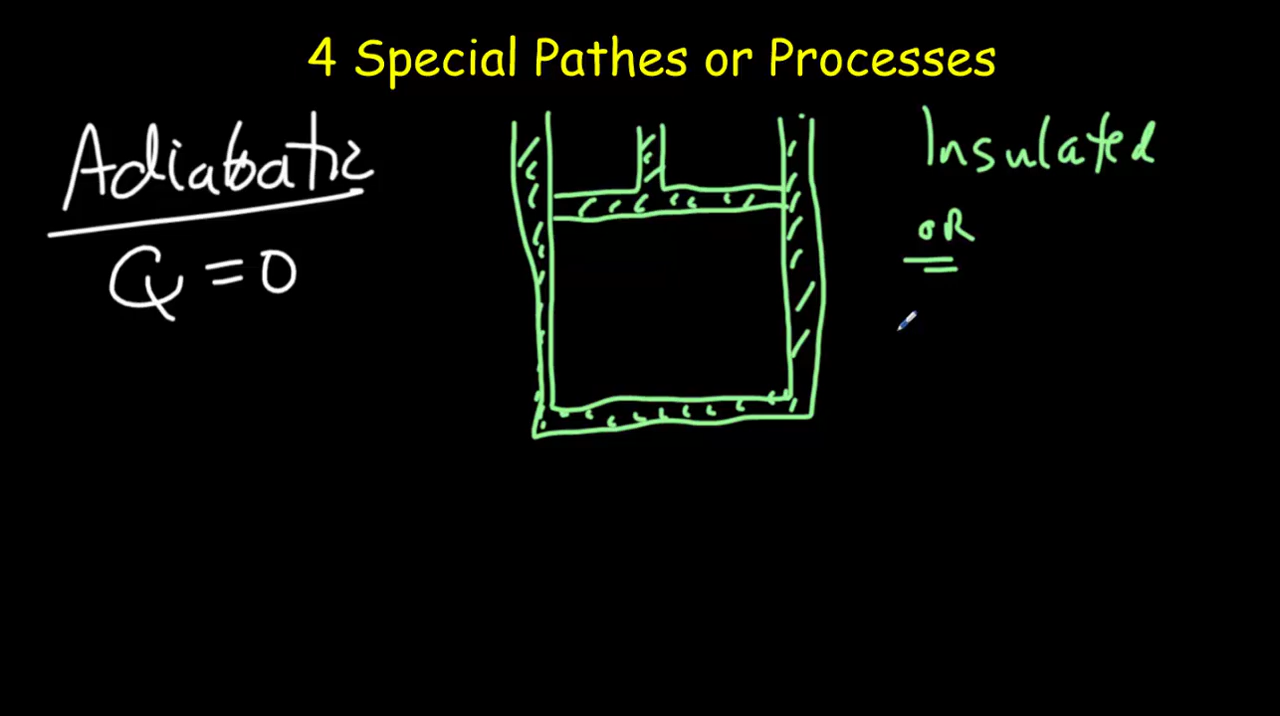 4 Special Pathes or Processes
Adiabatic
Q = 0
Insulated
OR